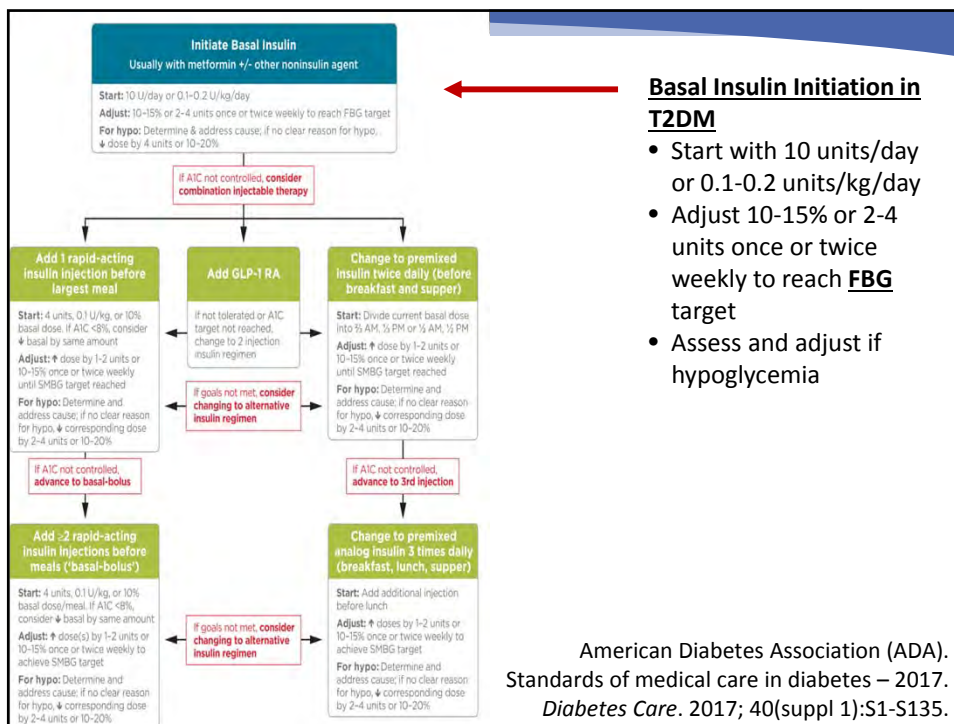 Initiate Basal Insulin
Usually with metformin +/- other noninsulin agent
Start: 10 U/day or 0.1–0.2 U/kg/day
Adjust: 10–15% or 2–4 units once or twice weekly to reach FBG target
For hypo: Determine & address cause; if no clear reason for hypo,
↓ dose by 4 units or 10–20%
If A1C not controlled, consider
combination injectable therapy
Add 1 rapid-acting
insulin injection before
largest meal
Start: 4 units, 0.1 U/kg, or 10%
basal dose. If A1C <8%, consider
↓ basal by same amount
Adjust: ↑ dose by 1–2 units or
10–15% once or twice weekly
until SMBG target reached
For hypo: Determine and
address cause; if no clear reason
for hypo, ↓ corresponding dose
by 2–4 units or 10–20%
Add GLP-1 RA
If not tolerated or A1C
target not reached,
change to 2 injection
insulin regimen
If goals not met, consider
changing to alternative
insulin regimen
Change to premixed
insulin twice daily (before
breakfast and supper)
Start: Divide current basal dose
into ⅔ AM, ⅓ PM or ½ AM, ½ PM
Adjust: ↑ dose by 1–2 units or
10–15% once or twice weekly
until SMBG target reached
For hypo: Determine and
address cause; if no clear reason
for hypo, ↓ corresponding dose
by 2–4 units or 10–20%
If A1C not controlled,
advance to basal-bolus
If A1C not controlled,
advance to 3rd injection
Add ≥2 rapid-acting
insulin injections before
meals ('basal-bolus')
Start: 4 units, 0.1 U/kg, or 10%
basal dose/meal. If A1C <8%,
consider ↓ basal by same amount
Adjust: ↑ dose(s) by 1–2 units or
10–15% once or twice weekly to
achieve SMBG target
For hypo: Determine and
address cause; if no clear reason
for hypo, ↓ corresponding dose
by 2–4 units or 10–20%
If goals not met, consider
changing to alternative
insulin regimen
Change to premixed
analog insulin 3 times daily
(breakfast, lunch, supper)
Start: Add additional injection
before lunch
Adjust: ↑ doses by 1–2 units or
10–15% once or twice weekly to
achieve SMBG target
For hypo: Determine and
address cause; if no clear reason
for hypo, ↓ corresponding dose
by 2–4 units or 10–20%
Basal Insulin Initiation in
T2DM
• Start with 10 units/day
or 0.1-0.2 units/kg/day
• Adjust 10-15% or 2-4
units once or twice
weekly to reach FBG
target
• Assess and adjust if
hypoglycemia
American Diabetes Association (ADA).
Standards of medical care in diabetes – 2017.
Diabetes Care. 2017; 40(suppl 1):S1-S135.